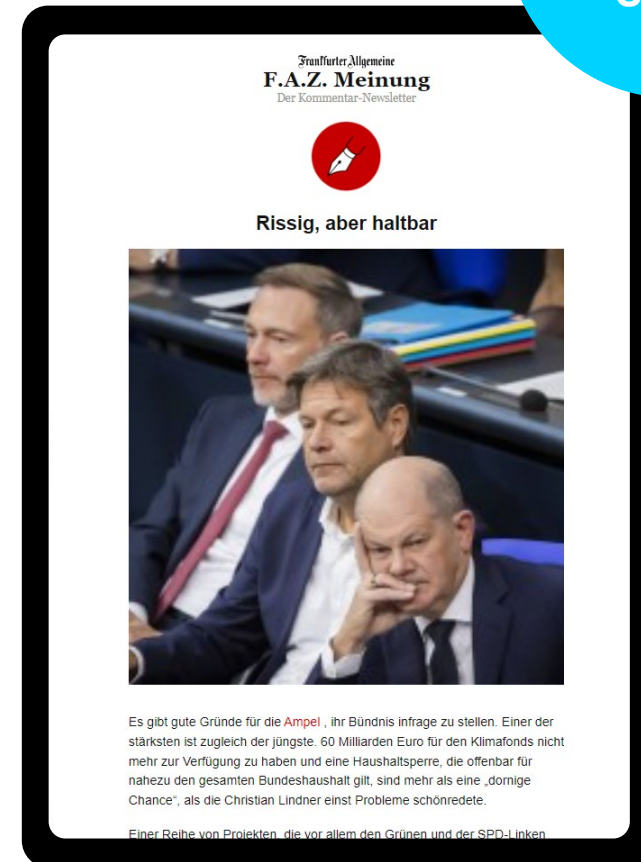 Frankfurter Allgemeine
F.A.Z. Meinung
Der Kommentar-Newsletter
Rissig, aber haltbar
Es gibt gute Gründe für die Ampel , ihr Bündnis infrage zu stellen. Einer der
stärksten ist zugleich der jüngste. 60 Milliarden Euro für den Klimafonds nicht
mehr zur Verfügung zu haben und eine Haushaltsperre, die offenbar für
nahezu den gesamten Bundeshaushalt gilt, sind mehr als eine „dornige
Chance“, als die Christian Lindner einst Probleme schönredete.
Einer Reihe von Projekten, die vor allem den Grünen und der SPD-Linken